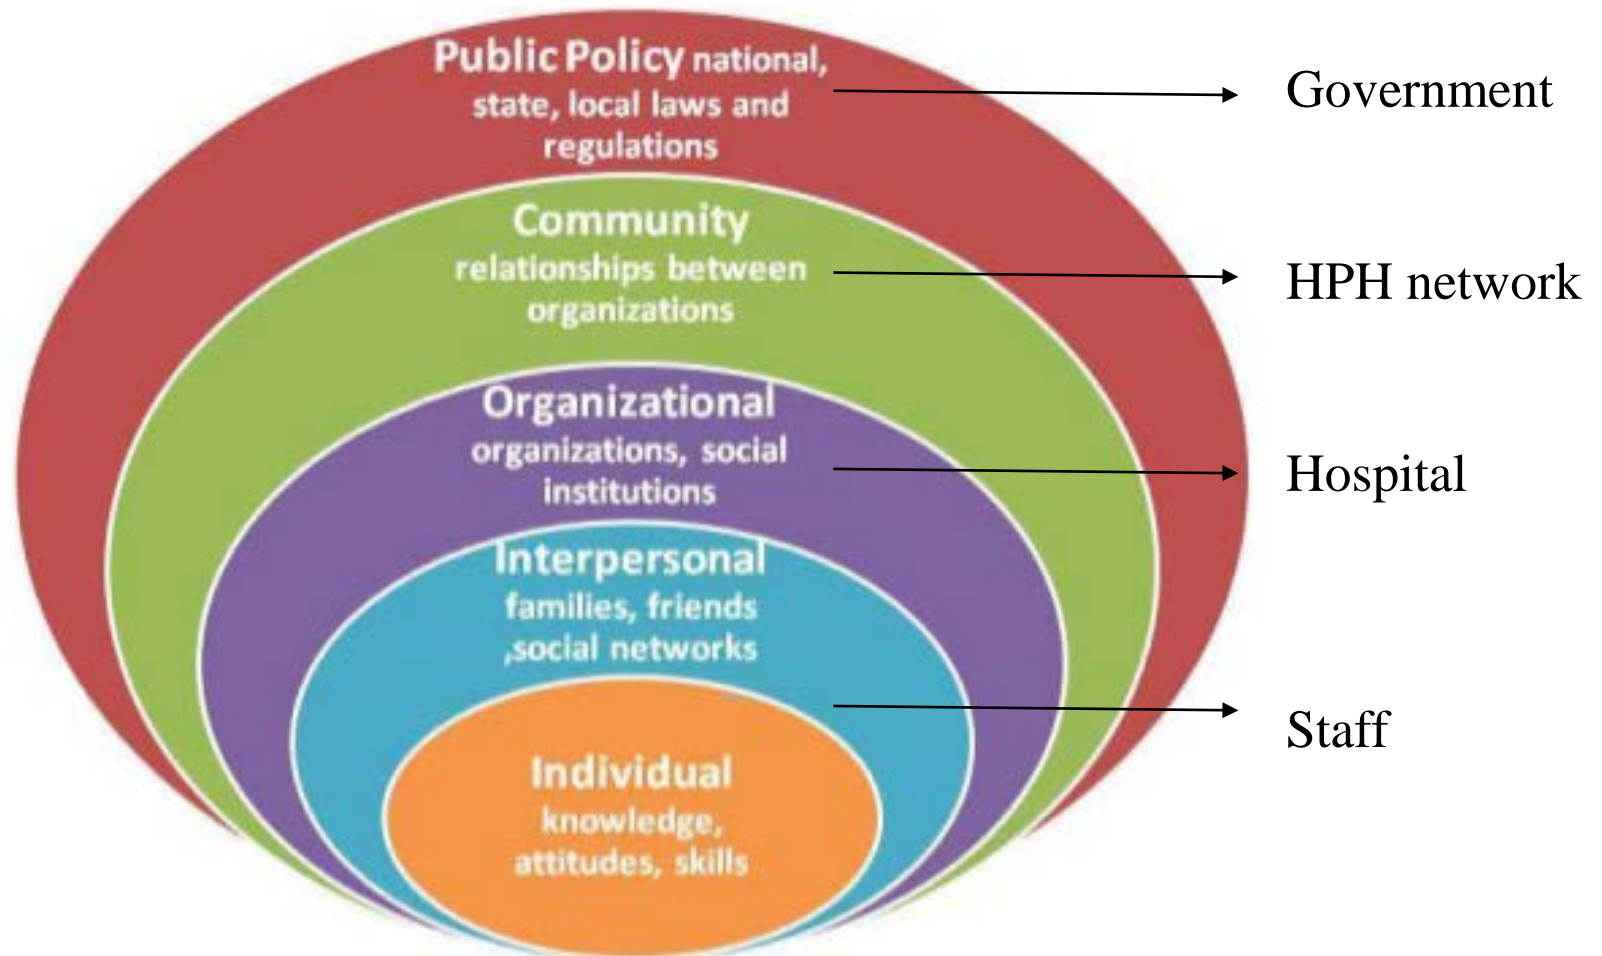 Public Policy national,
state, local laws and
regulations
Government
Community
relationships between
organizations
HPH network
Organizational
organizations, social
institutions
Hospital
Interpersonal
families, friends
,social networks
Staff
Individual
knowledge,
attitudes, skills